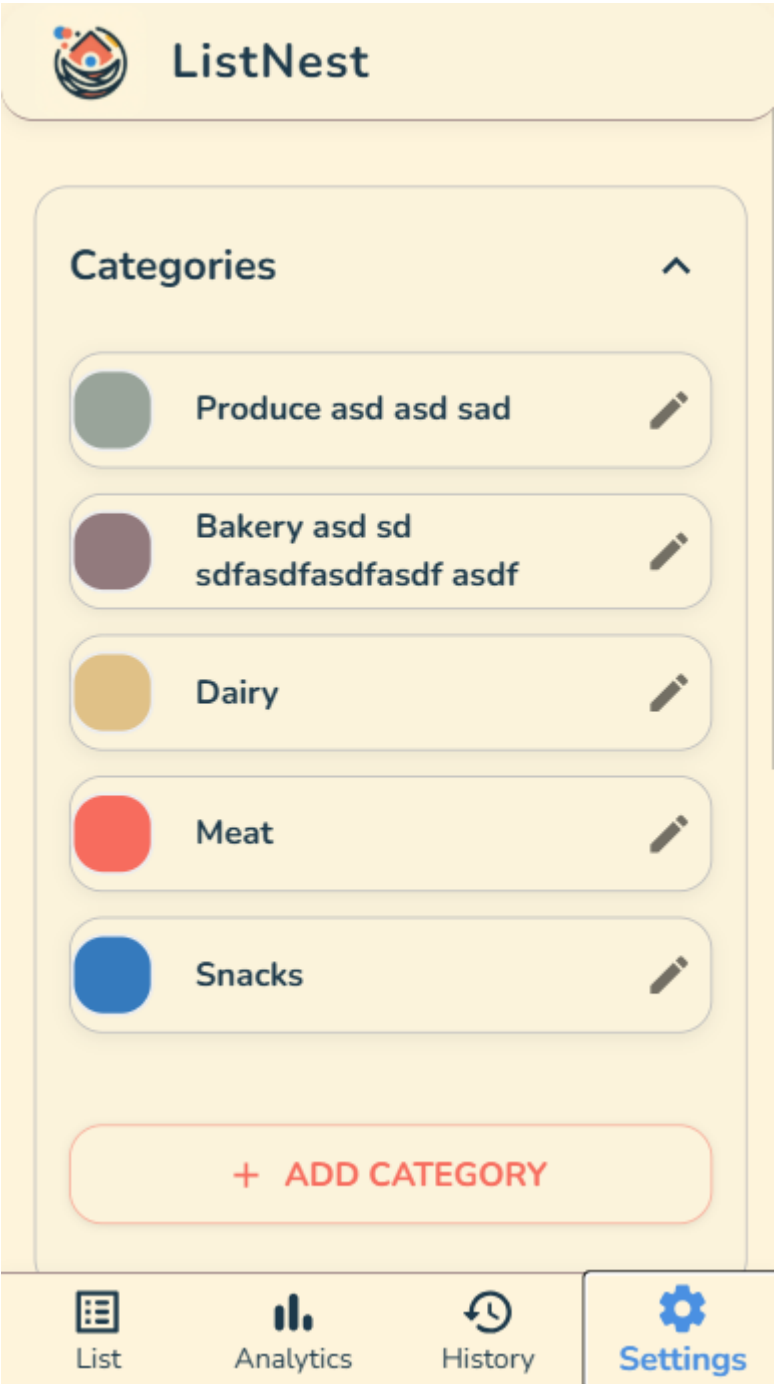 ListNest
Categories
Produce asd asd sad
Bakery asd sd
sdfasdfasdfasdf asdf
Dairy
Meat
Snacks
+ ADD CATEGORY
List
Analytics
History
Settings